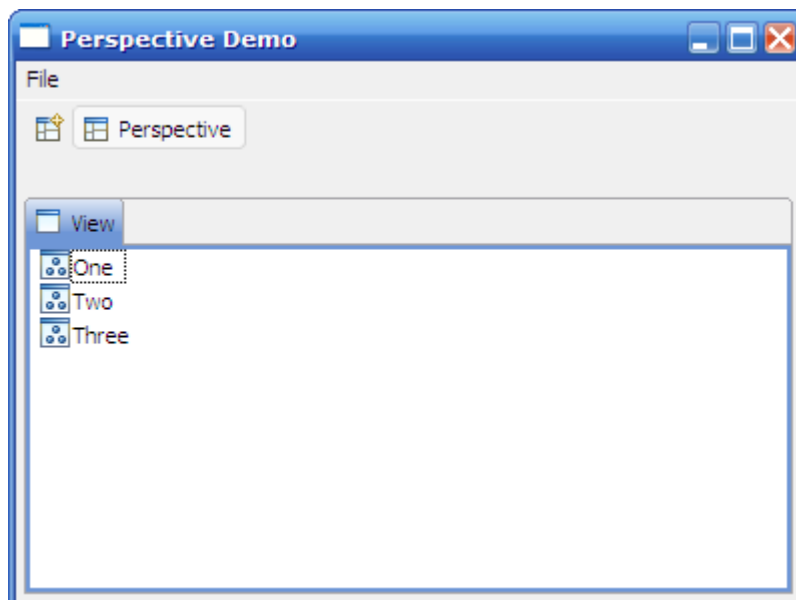 Perspective Demo
File
Perspective
View
One
Two
Three